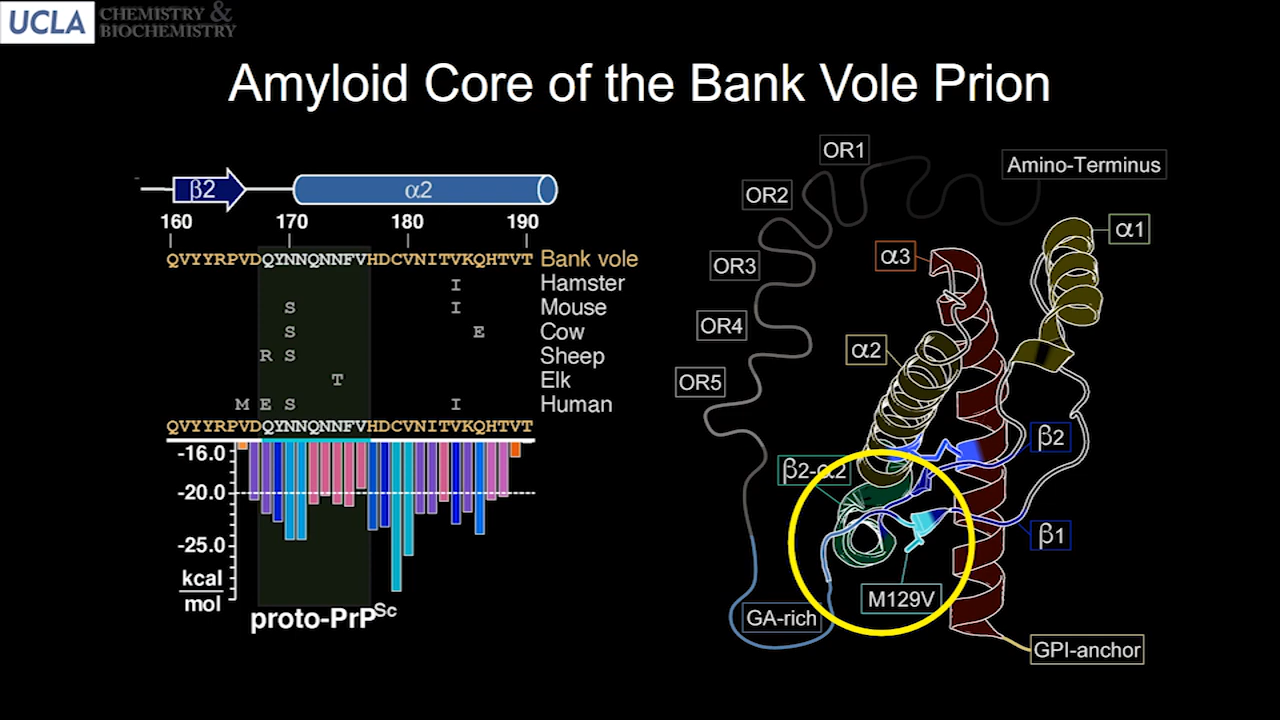 UCLA CHEMISTRY & BIOCHEMISTRY
Amyloid Core of the Bank Vole Prion
β2
α2
160 170 180 190
QVYYRPVDQYNNQNNFVHDCVNITVKQHTVT Bank vole
I Hamster
S I Mouse
S E Cow
R S Sheep
T Elk
M E S I Human
QVYYRPVDQYNNQNNFVHDCVNITVKQHTVT
-16.0
-20.0
-25.0
kcal
mol
proto-PrPSc
OR1
Amino-Terminus
OR2
α1
α3
OR3
OR4
α2
OR5
β2
β2-α2
β1
M129V
GA-rich
GPI-anchor